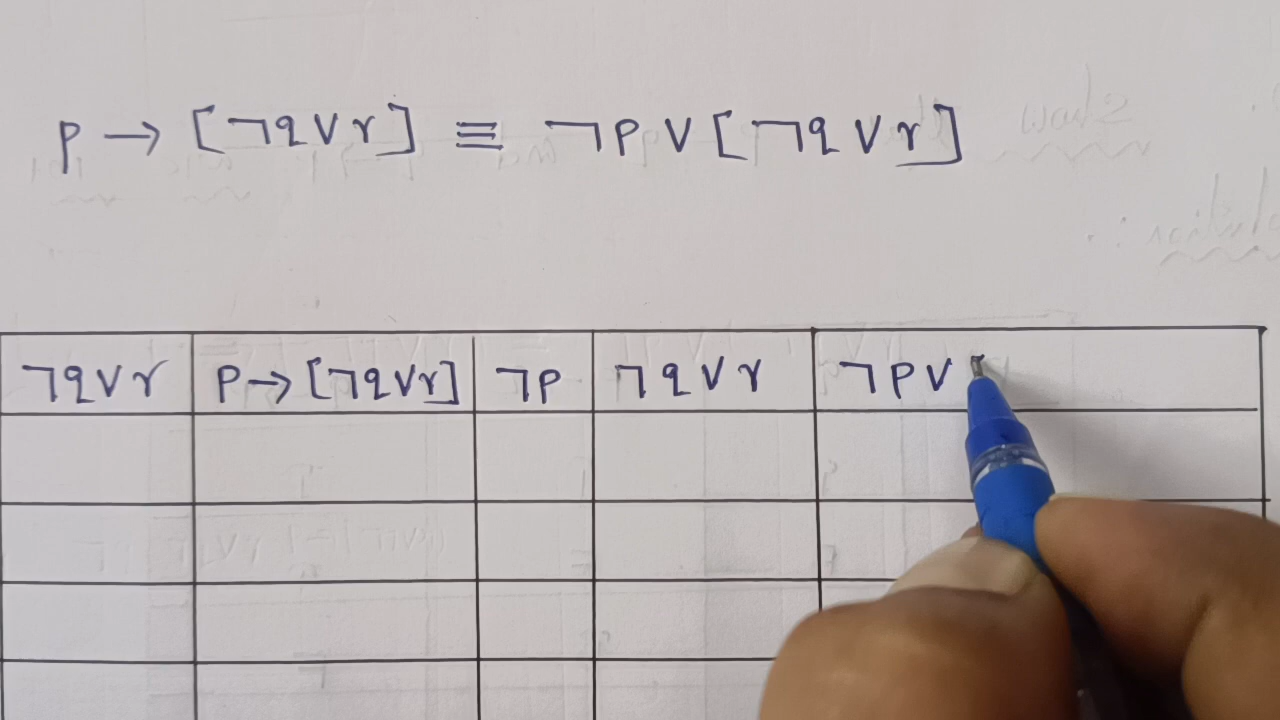 p → [¬q ∨ r] ≡ ¬p ∨ [¬q ∨ r]
¬q ∨ r p → [¬q ∨ r] ¬p ¬q ∨ r ¬p ∨